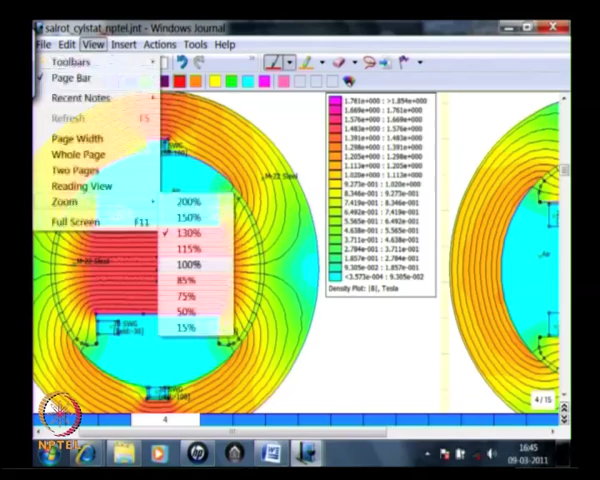 sairot_cylstat_nptel.jnt - Windows Journal
File Edit View Insert Actions Tools Help
Toolbars
Page Bar
Recent Notes
Refresh F5
Page Width
Whole Page
Two Pages
Reading View
Zoom
Full Screen F11
200%
150%
130%
115%
100%
85%
75%
50%
15%
M-22 Steel
M-22 Steel
Air
1.761e+000 : >1.854e+000
1.669e+000 : 1.761e+000
1.576e+000 : 1.669e+000
1.483e+000 : 1.576e+000
1.391e+000 : 1.483e+000
1.298e+000 : 1.391e+000
1.205e+000 : 1.298e+000
1.113e+000 : 1.205e+000
1.020e+000 : 1.113e+000
9.273e-001 : 1.020e+000
8.346e-001 : 9.273e-001
7.419e-001 : 8.346e-001
6.492e-001 : 7.419e-001
5.565e-001 : 6.492e-001
4.638e-001 : 5.565e-001
3.711e-001 : 4.638e-001
2.784e-001 : 3.711e-001
1.857e-001 : 2.784e-001
9.305e-002 : 1.857e-001
<3.573e-004 : 9.305e-002
Density Plot: |B|, Tesla
4/15
4
NPTEL
16:45
09-03-2011